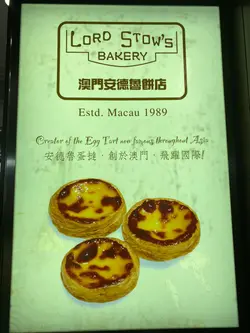 LORD STOW'S
BAKERY
澳門安德魯餅店
Estd. Macau 1989
Creator of the Egg Tart now famous throughout Asia
安德魯蛋撻，創於澳門，飛躍國際!